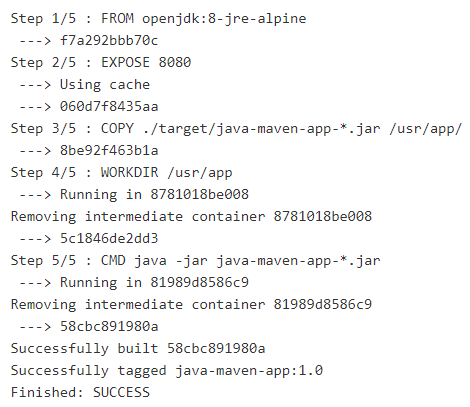 Step 1/5 : FROM openjdk:8-jre-alpine
 ---> f7a292bbb70c
Step 2/5 : EXPOSE 8080
 ---> Using cache
 ---> 060d7f8435aa
Step 3/5 : COPY ./target/java-maven-app-*.jar /usr/app/
 ---> 8be92f463b1a
Step 4/5 : WORKDIR /usr/app
 ---> Running in 8781018be008
Removing intermediate container 8781018be008
 ---> 5c1846de2dd3
Step 5/5 : CMD java -jar java-maven-app-*.jar
 ---> Running in 81989d8586c9
Removing intermediate container 81989d8586c9
 ---> 58cbc891980a
Successfully built 58cbc891980a
Successfully tagged java-maven-app:1.0
Finished: SUCCESS